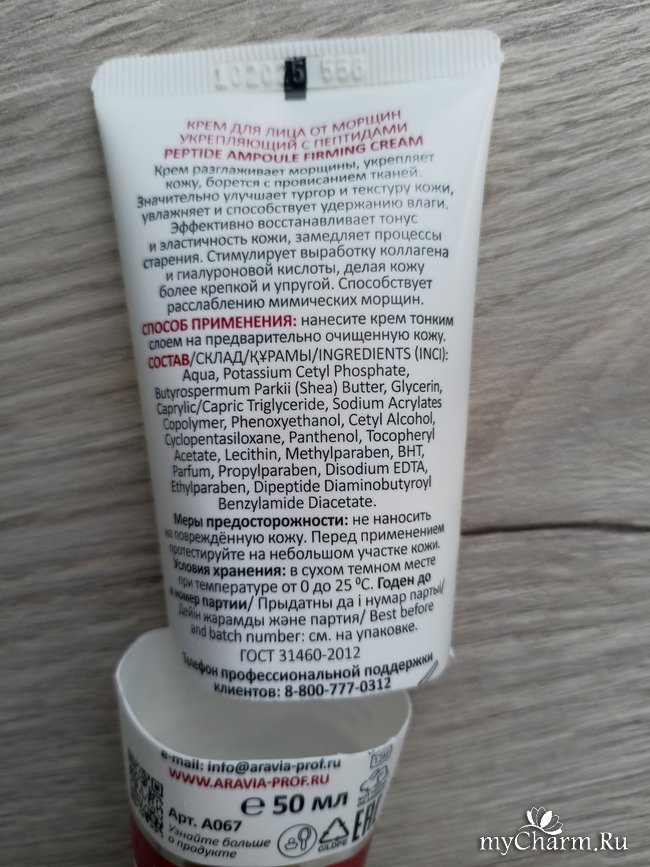 102025 556
КРЕМ ДЛЯ ЛИЦА ОТ МОРЩИН
УКРЕПЛЯЮЩИЙ С ПЕПТИДАМИ
PEPTIDE AMPOULE FIRMING CREAM
Крем разглаживает морщины, укрепляет
кожу, борется с провисанием тканей.
Значительно улучшает тургор и текстуру кожи,
увлажняет и способствует удержанию влаги.
Эффективно восстанавливает тонус
и эластичность кожи, замедляет процессы
старения. Стимулирует выработку коллагена
и гиалуроновой кислоты, делая кожу
более крепкой и упругой. Способствует
расслаблению мимических морщин.
СПОСОБ ПРИМЕНЕНИЯ: нанесите крем тонким
слоем на предварительно очищенную кожу.
СОСТАВ/СКЛАД/ҚҰРАМЫ/INGREDIENTS (INCI):
Aqua, Potassium Cetyl Phosphate,
Butyrospermum Parkii (Shea) Butter, Glycerin,
Caprylic/Capric Triglyceride, Sodium Acrylates
Copolymer, Phenoxyethanol, Cetyl Alcohol,
Cyclopentasiloxane, Panthenol, Tocopheryl
Acetate, Lecithin, Methylparaben, BHT,
Parfum, Propylparaben, Disodium EDTA,
Ethylparaben, Dipeptide Diaminobutyroyl
Benzylamide Diacetate.
Меры предосторожности: не наносить
на повреждённую кожу. Перед применением
протестируйте на небольшом участке кожи.
Условия хранения: в сухом темном месте
при температуре от 0 до 25 ⁰С. Годен до
и номер партии/ Прыдатны да і нумар партыі/
Дейін жарамды және партия/ Best before
and batch number: см. на упаковке.
ГОСТ 31460-2012
Телефон профессиональной поддержки
клиентов: 8-800-777-0312
e-mail: info@aravia-prof.ru
WWW.ARAVIA-PROF.RU
℮ 50 мл
Арт. А067
Узнайте больше
о продукте
C/LDPE
EAC
myCharm.Ru